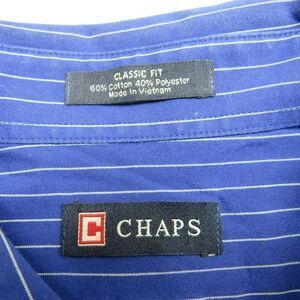 CLASSIC FIT
60% Cotton 40% Polyester
Made In Vietnam
C CHAPS